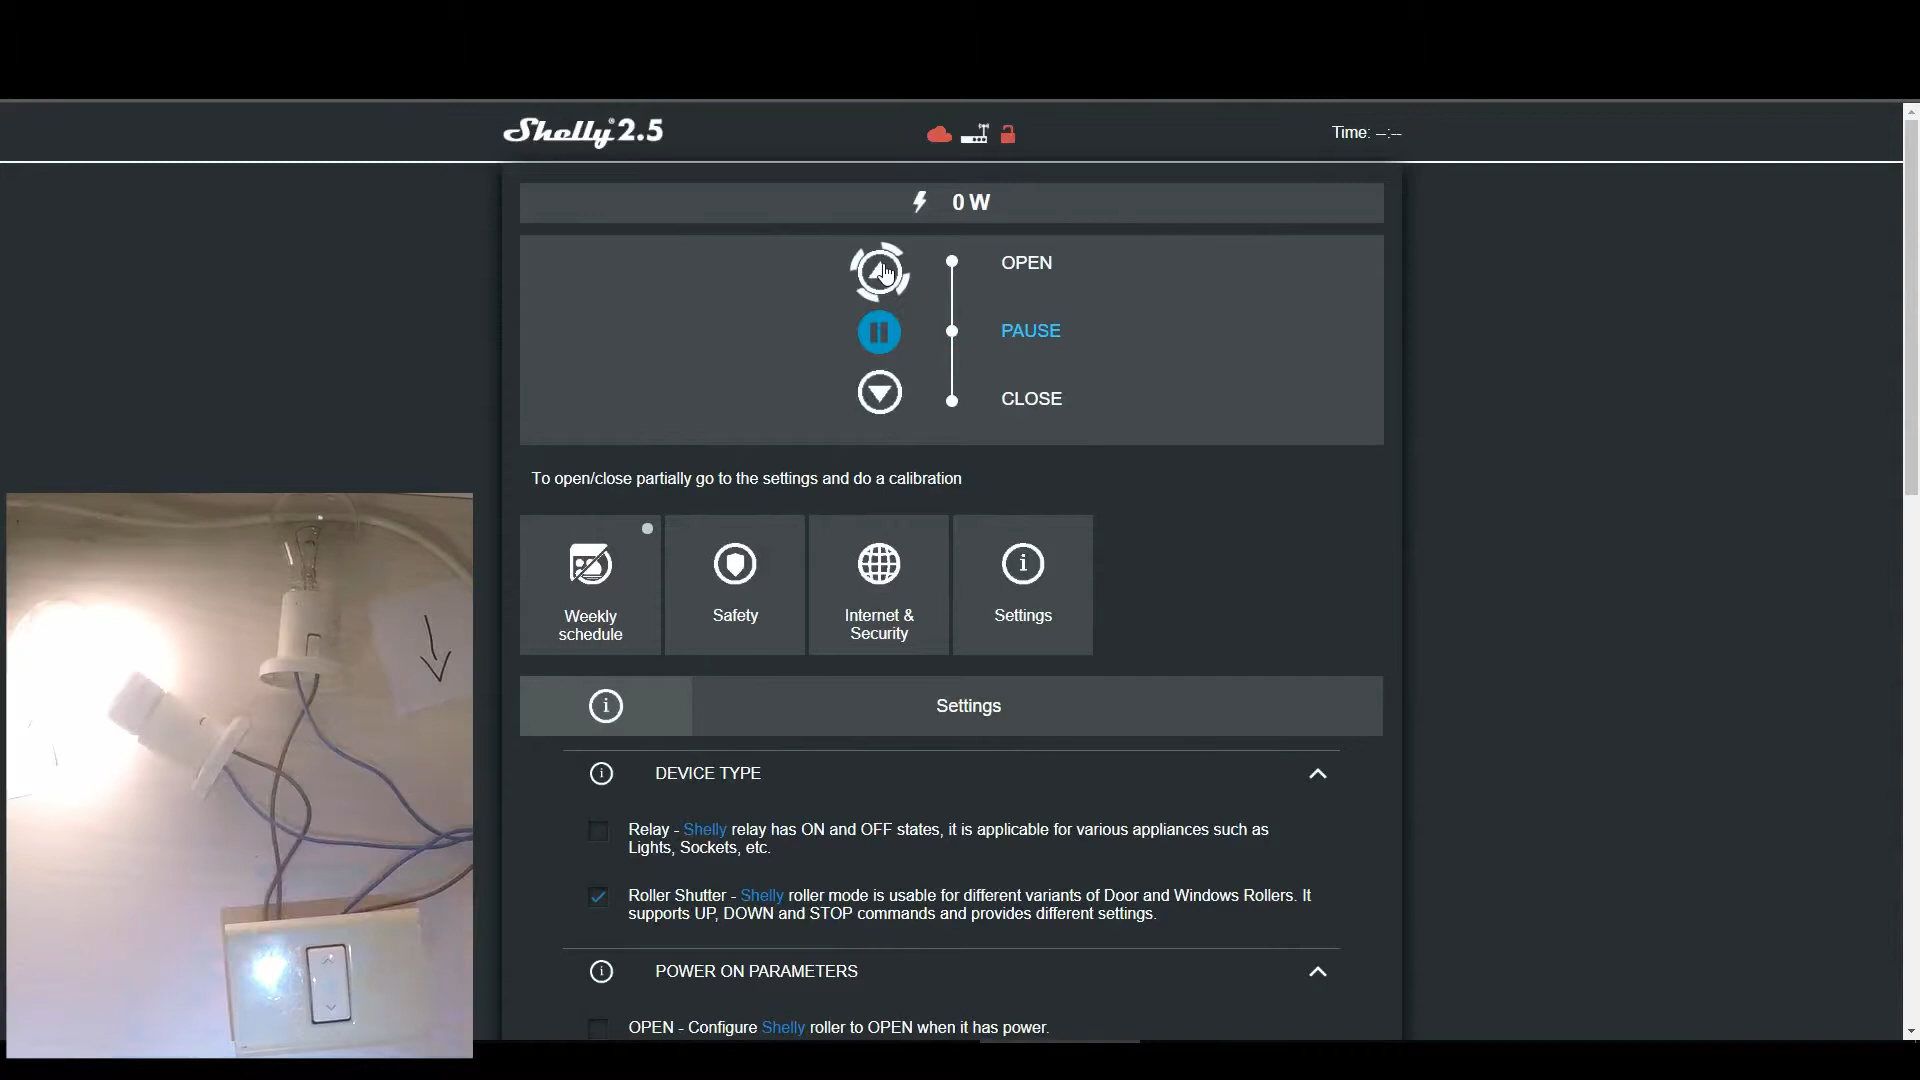 Shelly® 2.5
Time: --:--
0 W
OPEN
PAUSE
CLOSE
To open/close partially go to the settings and do a calibration
Weekly
schedule
Safety
Internet &
Security
Settings
Settings
DEVICE TYPE
Relay - Shelly relay has ON and OFF states, it is applicable for various appliances such as
Lights, Sockets, etc.
Roller Shutter - Shelly roller mode is usable for different variants of Door and Windows Rollers. It
supports UP, DOWN and STOP commands and provides different settings.
POWER ON PARAMETERS
OPEN - Configure Shelly roller to OPEN when it has power.